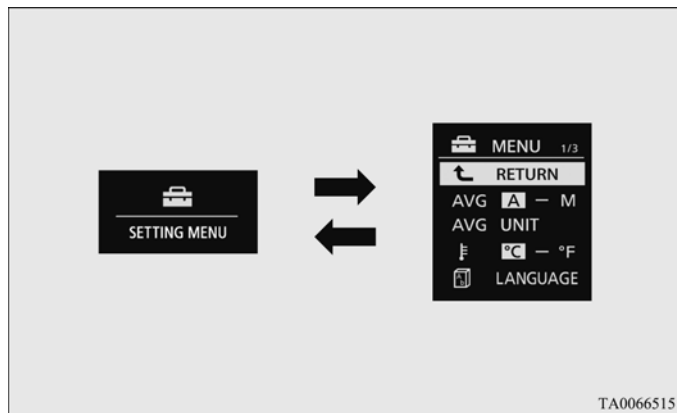 SETTING MENU
MENU 1/3
RETURN
AVG A – M
AVG UNIT
°C – °F
LANGUAGE
TA0066515